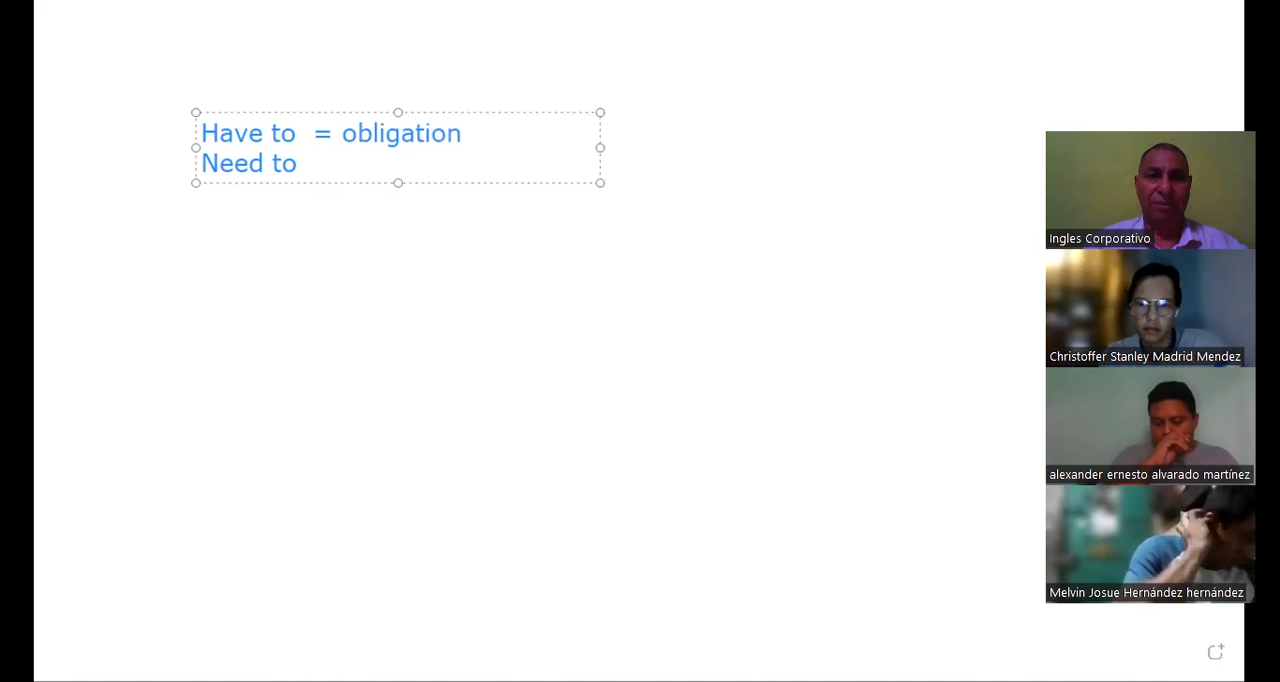 Have to = obligation
Need to
Ingles Corporativo
Christoffer Stanley Madrid Mendez
alexander ernesto alvarado martínez
Melvin Josue Hernández hernández